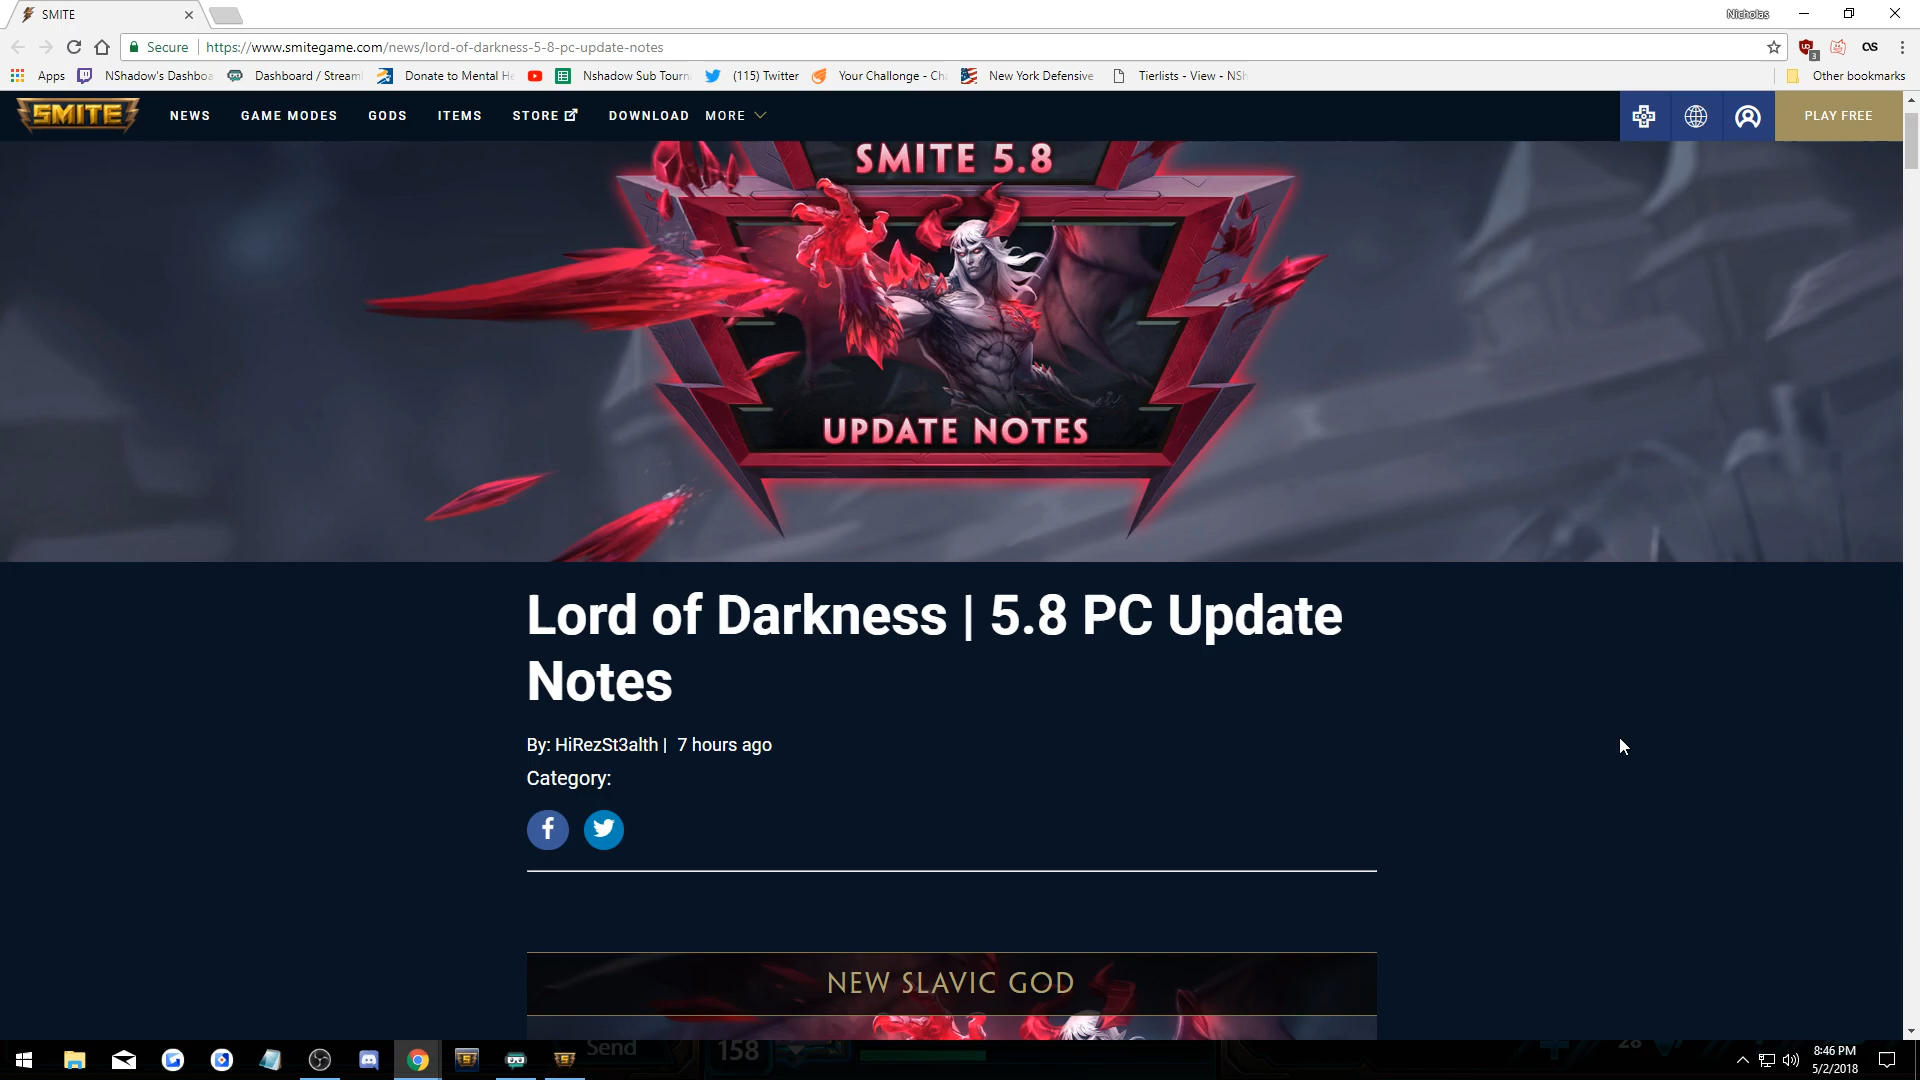 SMITE
Nicholas
Secure
https://www.smitegame.com/news/lord-of-darkness-5-8-pc-update-notes
3
Apps
NShadow's Dashboa
Dashboard / Stream
Donate to Mental H
Nshadow Sub Tourn
(115) Twitter
Your Challonge - Ch
New York Defensive
Tierlists - View - NSh
Other bookmarks
SMITE
NEWS
GAME MODES
GODS
ITEMS
STORE
DOWNLOAD
MORE
PLAY FREE
SMITE 5.8
UPDATE NOTES
Lord of Darkness | 5.8 PC Update
Notes
By: HiRezSt3alth | 7 hours ago
Category:
NEW SLAVIC GOD
Send
158
28
8:46 PM
5/2/2018